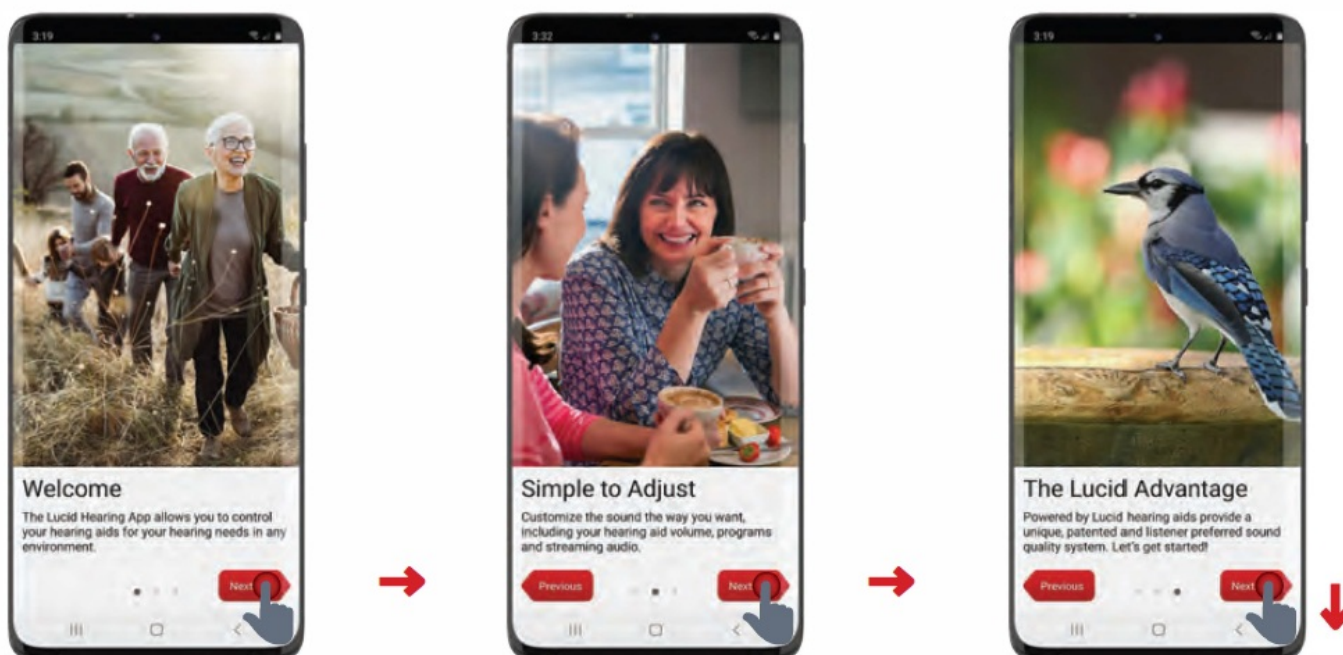 3:19
Welcome
The Lucid Hearing App allows you to control
your hearing aids for your hearing needs in any
environment.
Next
3:32
Simple to Adjust
Customize the sound the way you want,
including your hearing aid volume, programs
and streaming audio.
Previous
Next
3:19
The Lucid Advantage
Powered by Lucid hearing aids provide a
unique, patented and listener preferred sound
quality system. Let's get started!
Previous
Next